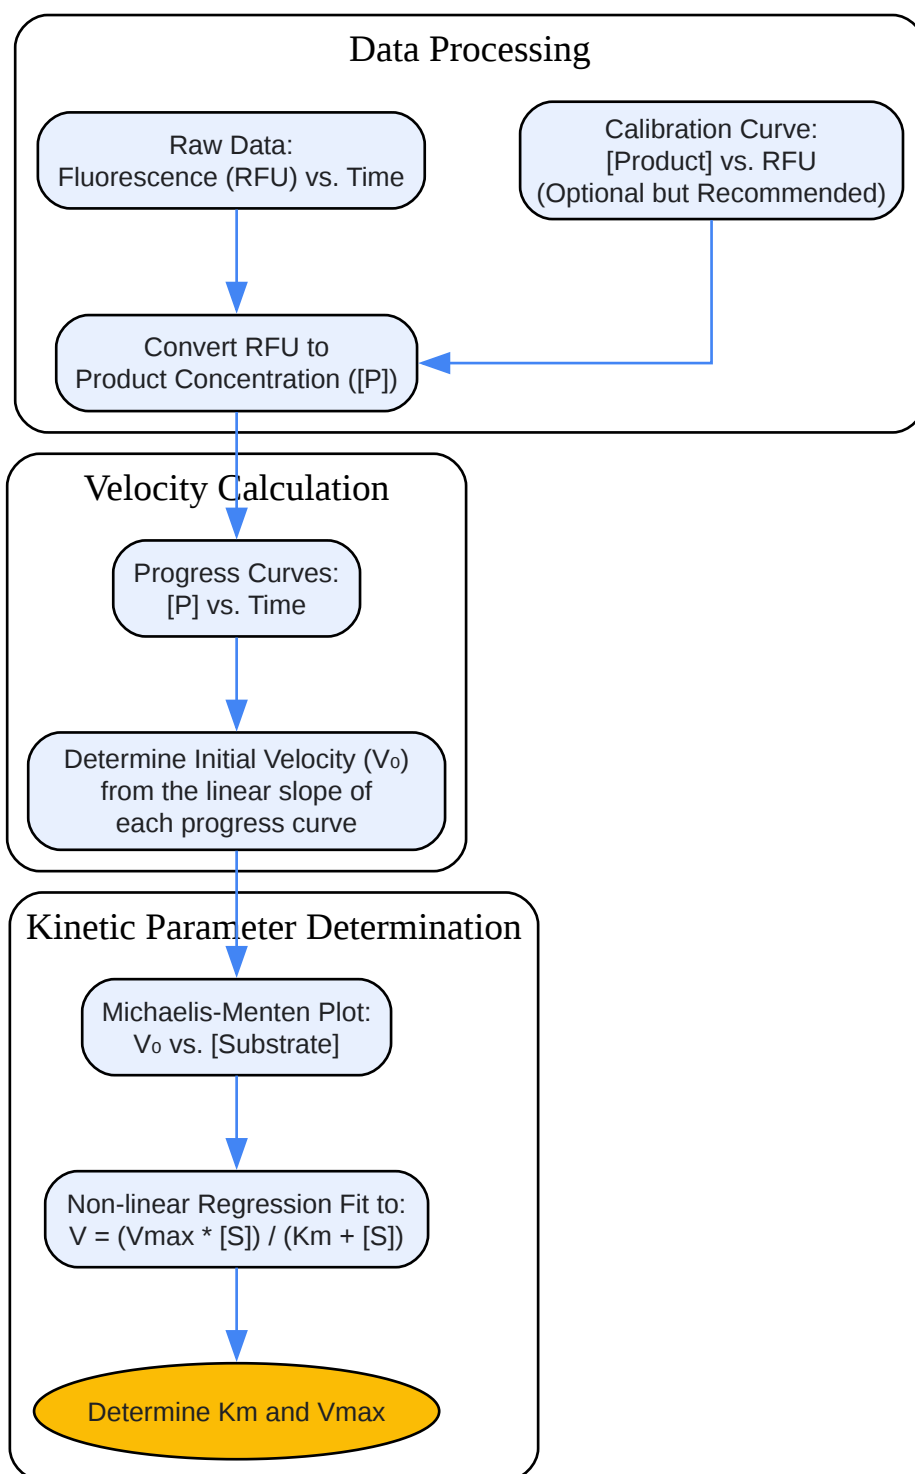 Data Processing
Raw Data:
Fluorescence (RFU) vs. Time
Calibration Curve:
[Product] vs. RFU
(Optional but Recommended)
Convert RFU to
Product Concentration ([P])
Velocity Calculation
Progress Curves:
[P] vs. Time
Determine Initial Velocity (V₀)
from the linear slope of
each progress curve
Kinetic Parameter Determination
Michaelis-Menten Plot:
V₀ vs. [Substrate]
Non-linear Regression Fit to:
V = (Vmax * [S]) / (Km + [S])
Determine Km and Vmax